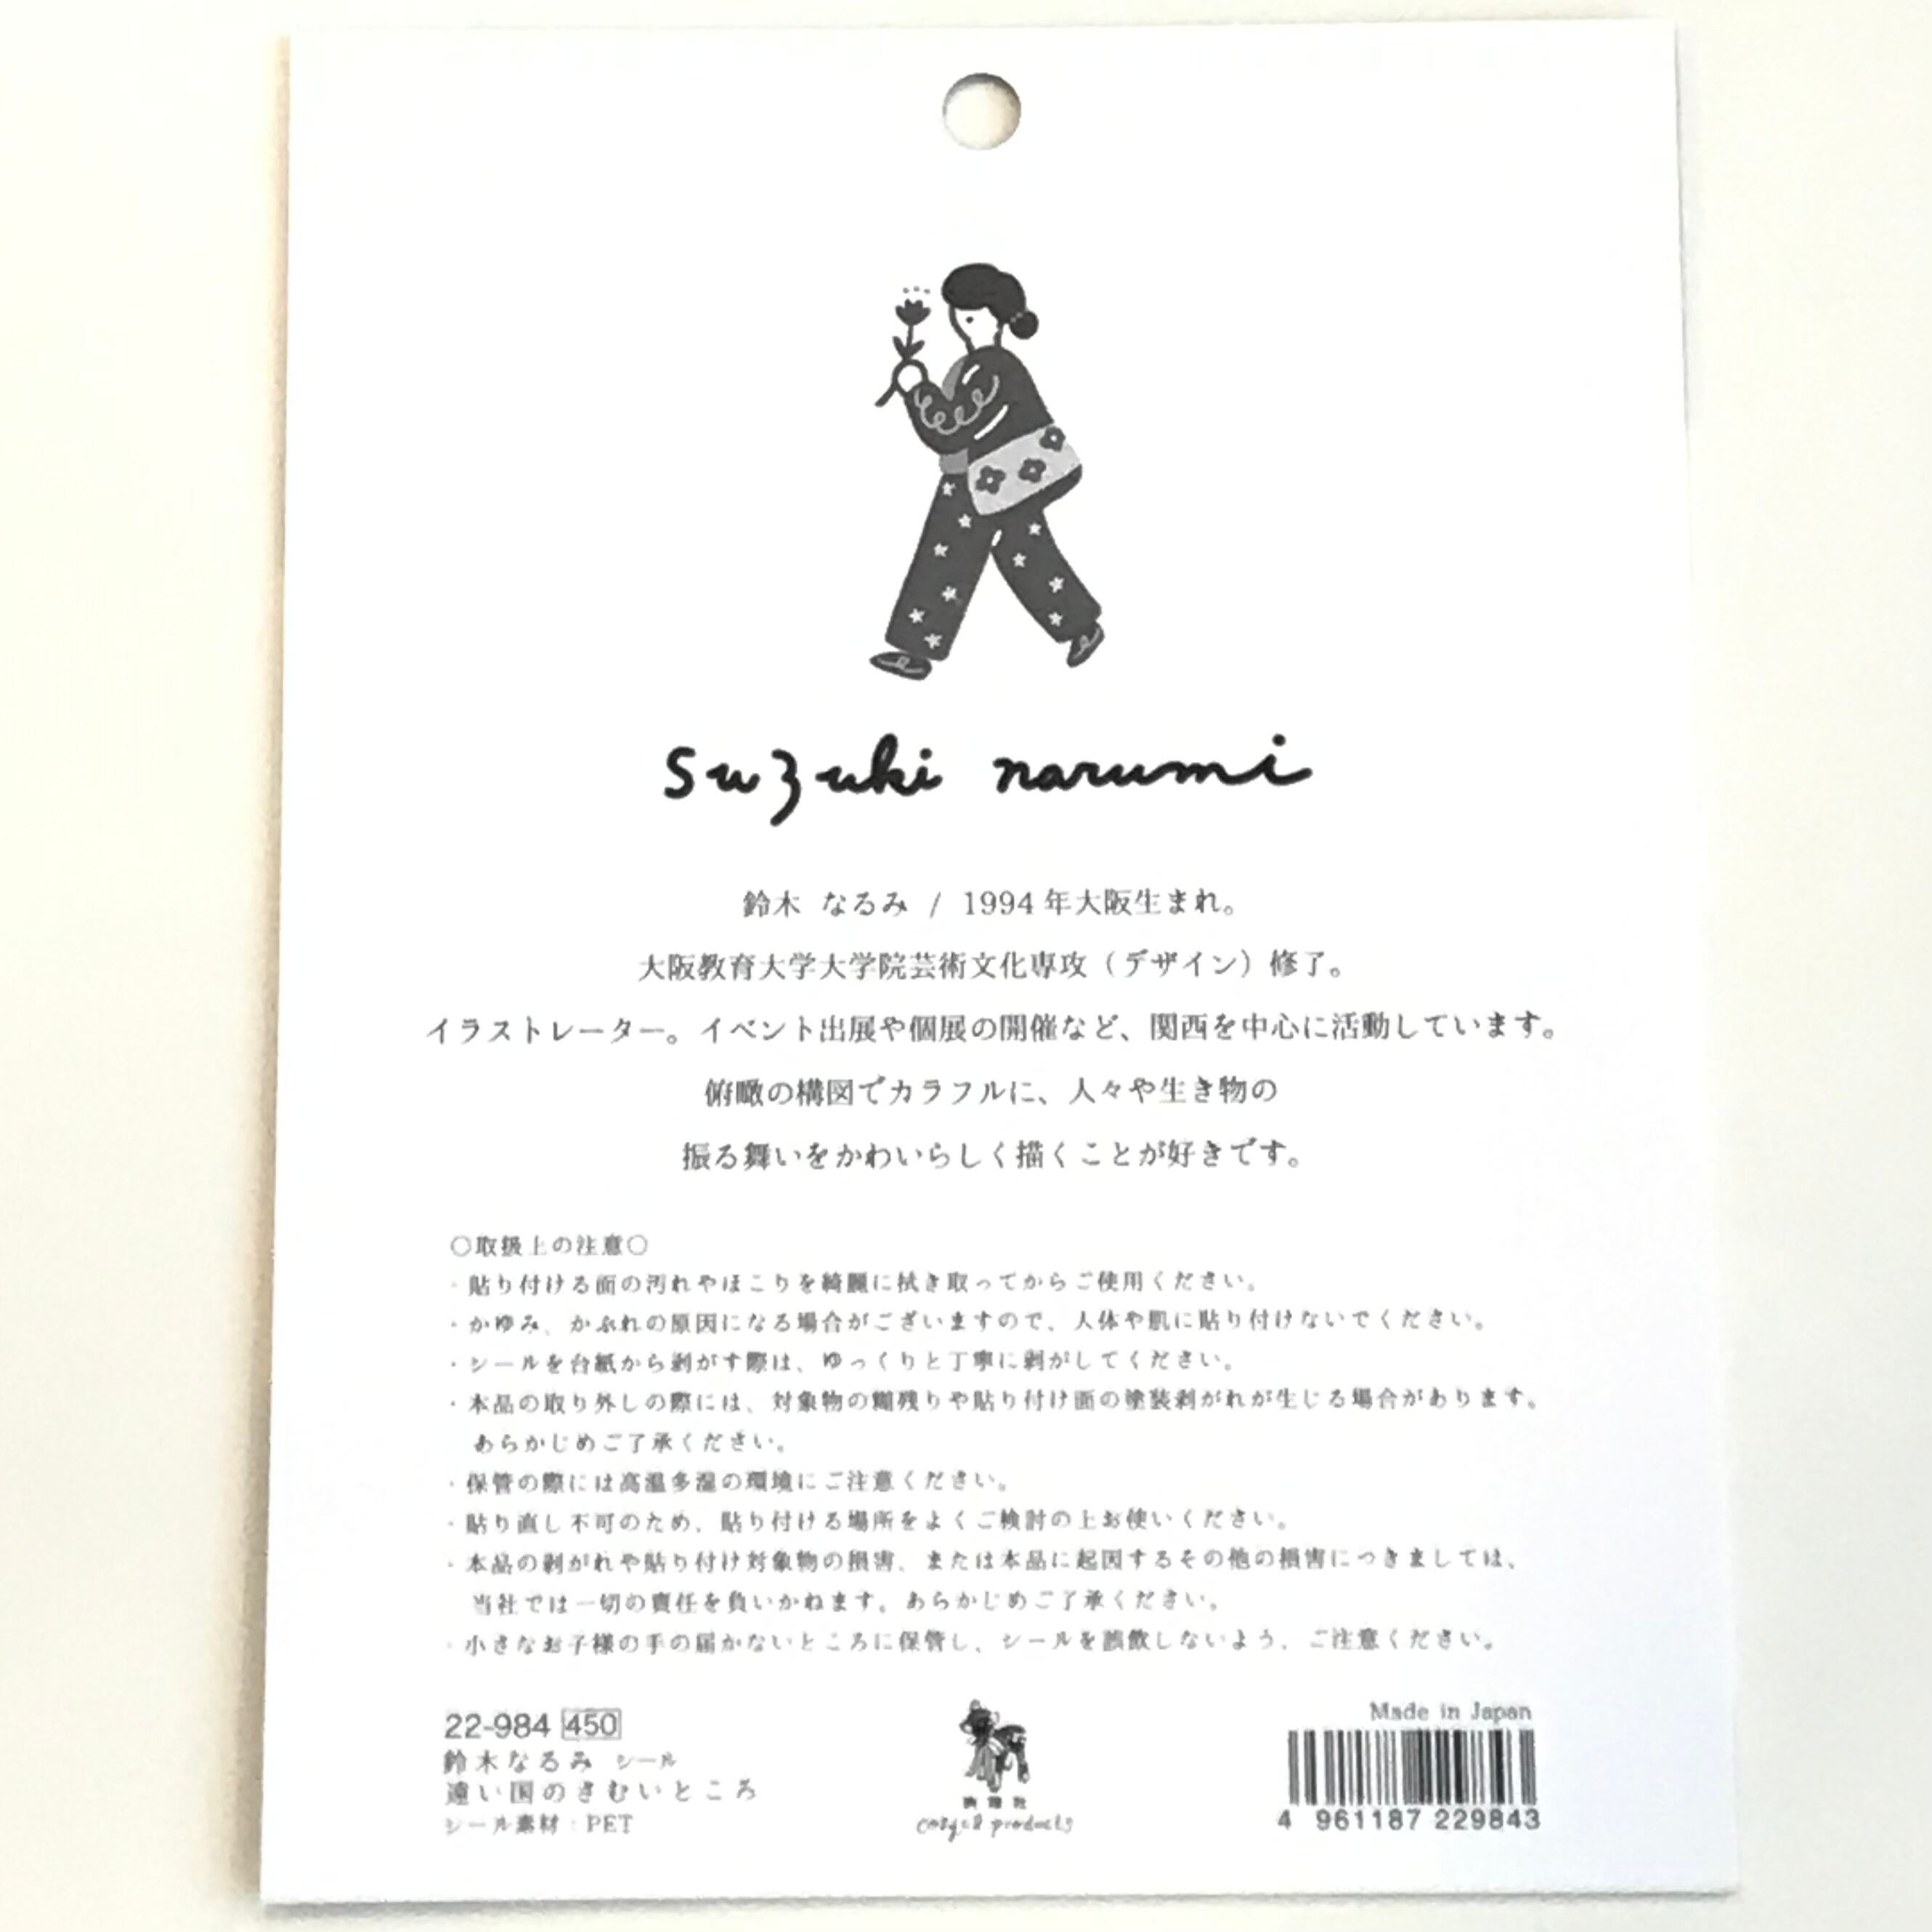 suzuki narumi
鈴木 なるみ / 1994年大阪生まれ。
大阪教育大学大学院芸術文化専攻（デザイン）修了。
イラストレーター。イベント出展や個展の開催など、関西を中心に活動しています。
俯瞰の構図でカラフルに、人々や生き物の
振る舞いをかわいらしく描くことが好きです。
○取扱上の注意○
・貼り付ける面の汚れやほこりを綺麗に拭き取ってからご使用ください。
・かゆみ、かぶれの原因になる場合がございますので、人体や肌に貼り付けないでください。
・シールを台紙から剥がす際は、ゆっくりと丁寧に剥がしてください。
・本品の取り外しの際には、対象物の糊残りや貼り付け面の塗装剥がれが生じる場合があります。
あらかじめご了承ください。
・保管の際には高温多湿の環境にご注意ください。
・貼り直し不可のため、貼り付ける場所をよくご検討の上お使いください。
・本品の剥がれや貼り付け対象物の損害、または本品に起因するその他の損害につきましては、
当社では一切の責任を負いかねます。あらかじめご了承ください。
・小さなお子様の手の届かないところに保管し、シールを誤飲しないよう、ご注意ください。
22-984 450
鈴木なるみ シール
遠い国のさむいところ
シール素材：PET
cozyca products
Made in Japan
4 961187 229843